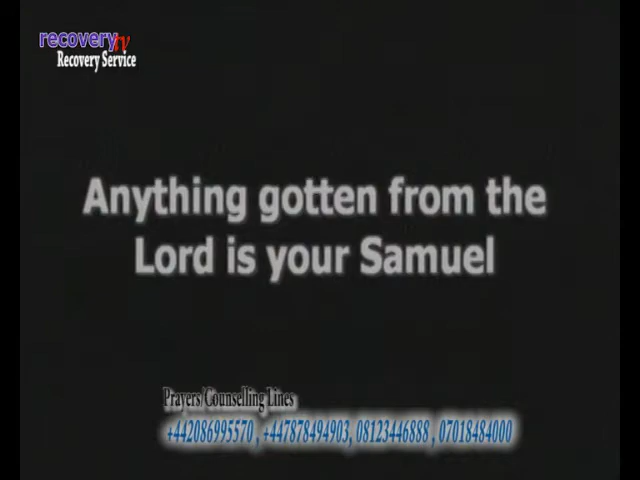 recoverytv
Recovery Service
Anything gotten from the
Lord is your Samuel
Prayers/Counselling Lines
+442086995570 , +447878494903, 08123446888 , 07018484000